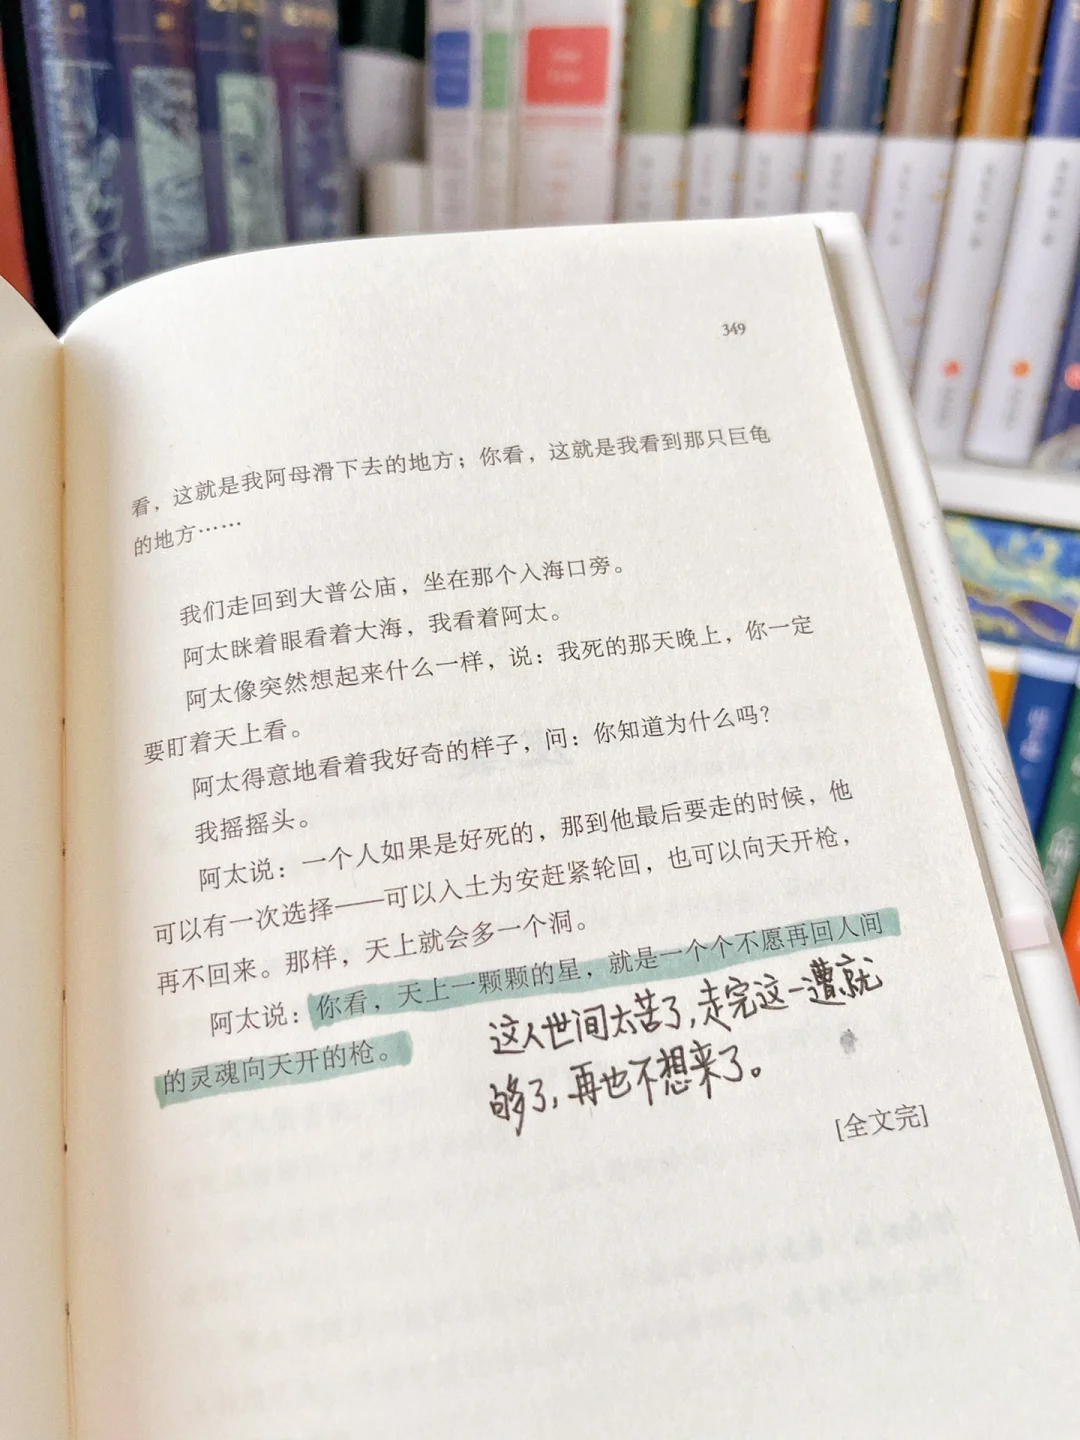 349
看，这就是我阿母滑下去的地方；你看，这就是我看到那只巨龟
的地方……
我们走回到大普公庙，坐在那个入海口旁。
阿太眯着眼看着大海，我看着阿太。
阿太像突然想起来什么一样，说：我死的那天晚上，你一定
要盯着天上看。
阿太得意地看着我好奇的样子，问：你知道为什么吗？
我摇摇头。
阿太说：一个人如果是好死的，那到他最后要走的时候，他
可以有一次选择——可以入土为安赶紧轮回，也可以向天开枪，
再不回来。那样，天上就会多一个洞。
阿太说：你看，天上一颗颗的星，就是一个个不愿再回人间
的灵魂向天开的枪。
这人世间太苦了，走完这一遭就
够了，再也不想来了。
[全文完]